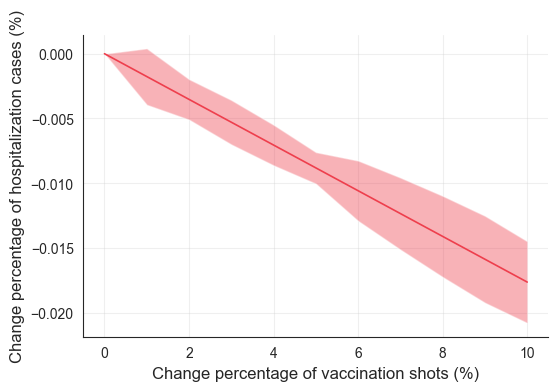 Change percentage of hospitalization cases (%)
0.000
−0.005
−0.010
−0.015
−0.020
0 2 4 6 8 10
Change percentage of vaccination shots (%)